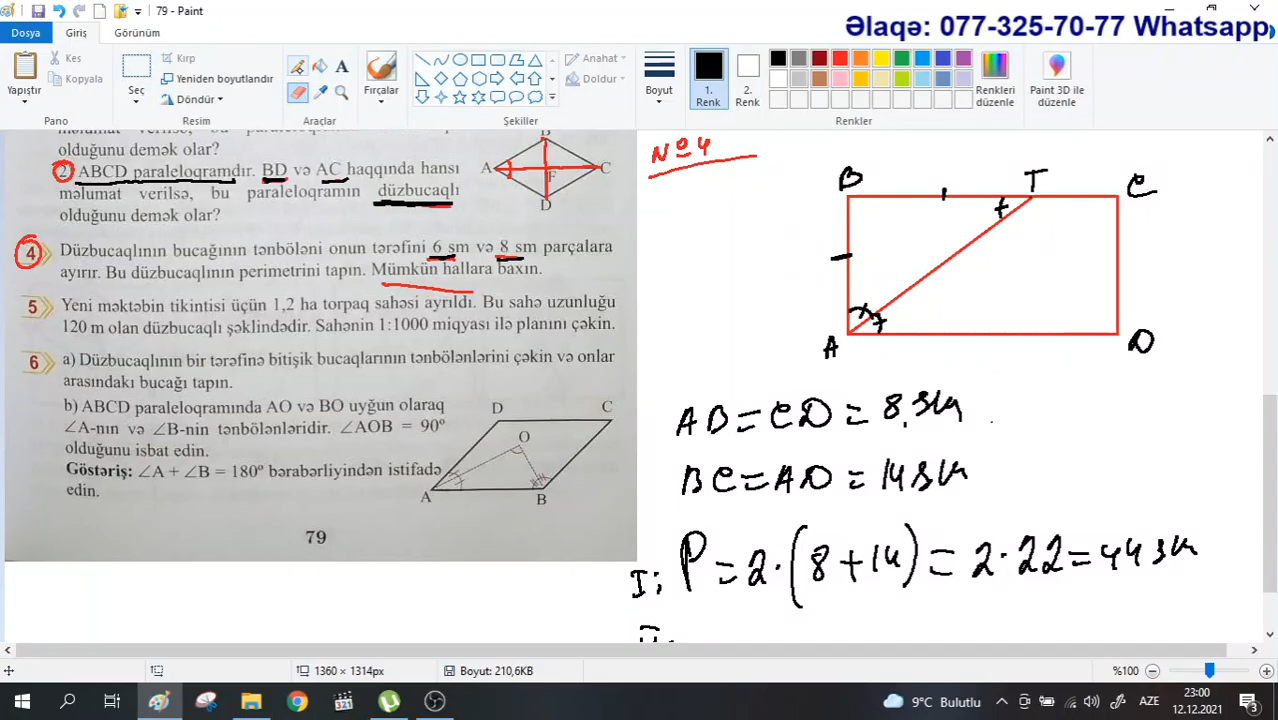 79 - Paint
Əlaqə: 077-325-70-77 Whatsapp
Dosya Giriş Görünüm
Yapıştır
Kes
Kopyala
Pano
Seç
Kırp
Yeniden boyutlandır
Döndür
Resim
A
Araçlar
Fırçalar
Şekiller
Anahat
Doldur
Boyut
1. Renk
2. Renk
Renkleri düzenle
Renkler
Paint 3D ile düzenle
olduğunu demək olar?
2) ABCD paraleloqramdır. BD və AC haqqında hansı
məlumat verilsə, bu paraleloqramın düzbucaqlı
olduğunu demək olar?
B
A
C
F
D
4 Düzbucaqlının bucağının tənböləni onun tərəfini 6 sm və 8 sm parçalara
ayırır. Bu düzbucaqlının perimetrini tapın. Mümkün hallara baxın.
5 Yeni məktəbin tikintisi üçün 1,2 ha torpaq sahəsi ayrıldı. Bu sahə uzunluğu
120 m olan düzbucaqlı şəklindədir. Sahənin 1:1000 miqyası ilə planını çəkin.
6 a) Düzbucaqlının bir tərəfinə bitişik bucaqlarının tənbölənlərini çəkin və onlar
arasındakı bucağı tapın.
b) ABCD paraleloqramında AO və BO uyğun olaraq
∠A-nın və ∠B-nin tənbölənləridir. ∠AOB = 90º
olduğunu isbat edin.
Göstəriş: ∠A + ∠B = 180º bərabərliyindən istifadə
edin.
D
C
O
A
B
79
№4
B
T
C
A
D
AB = CD = 8 sm
BC = AD = 14 sm
I; P = 2·(8+14) = 2·22 = 44 sm
1360 × 1314px
Boyut: 210,6KB
%100
9°C Bulutlu
AZE
23:00
12.12.2021
3